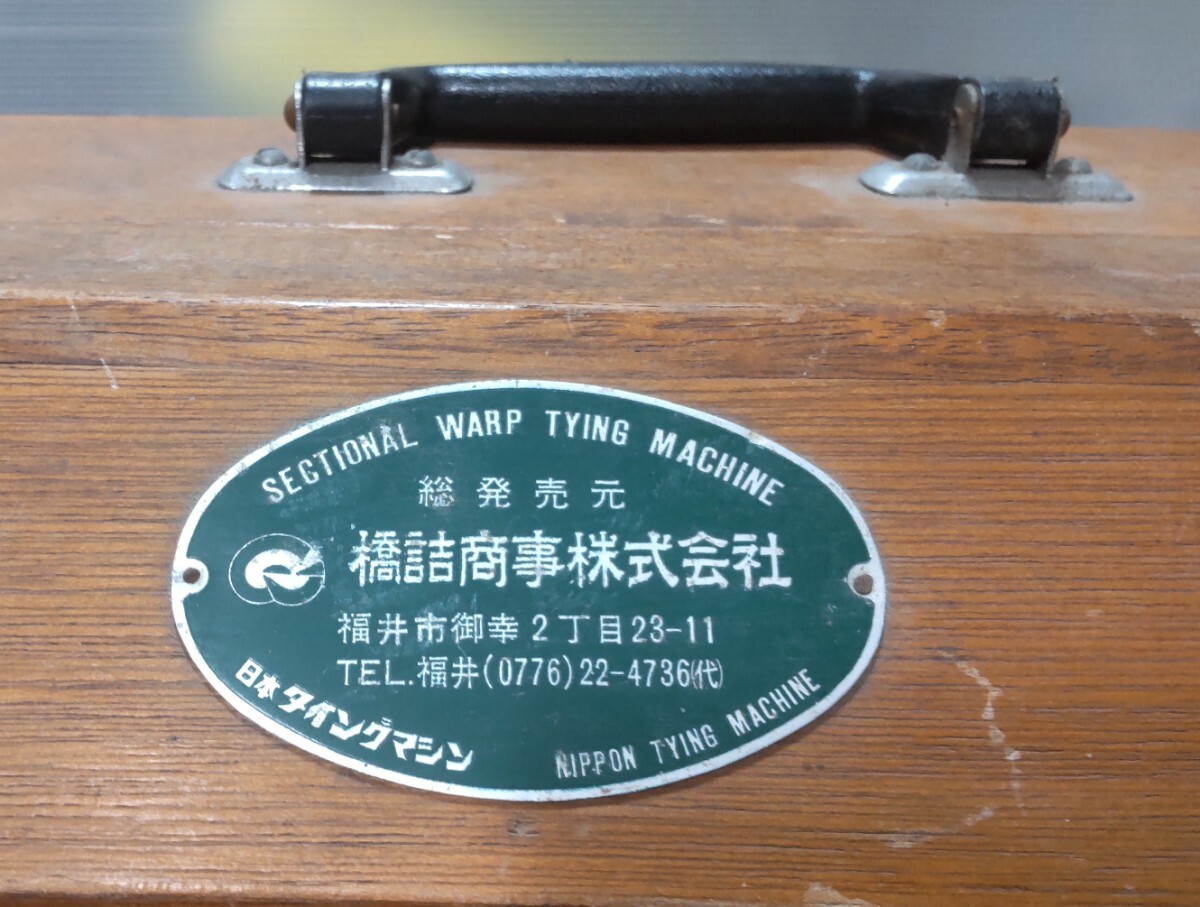 SECTIONAL WARP TYING MACHINE
総発売元
橋詰商事株式会社
福井市御幸2丁目23-11
TEL.福井(0776)22-4736㈹
日本タイングマシン
NIPPON TYING MACHINE